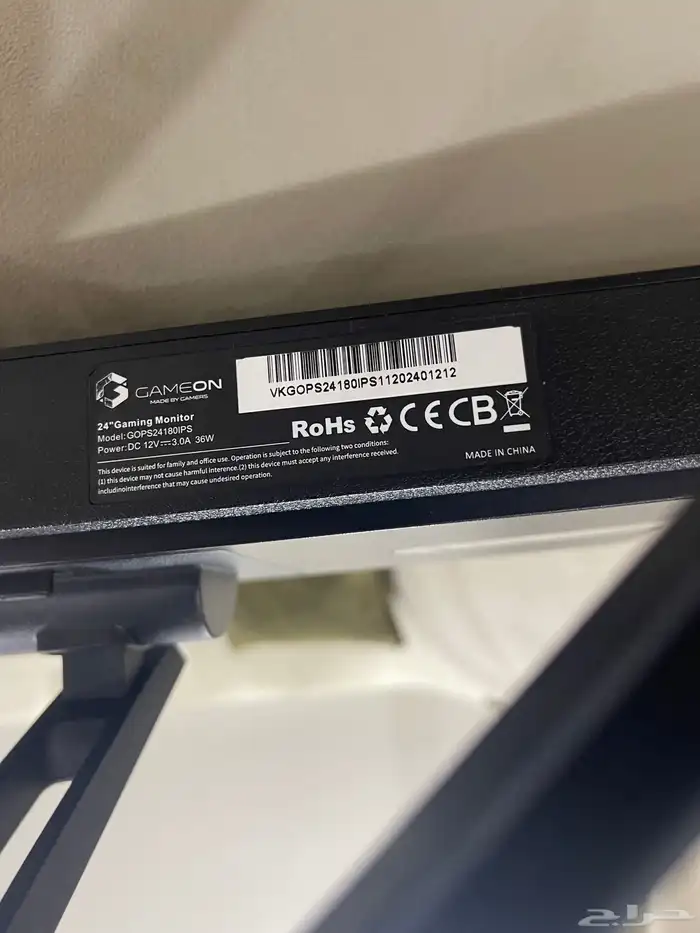 GAMEON
MADE BY GAMERS
VKGOPS24180IPS11202401212
24"Gaming Monitor
Model:GOPS24180IPS
Power:DC 12V⎓3.0A 36W
RoHs CE CB
This device is suited for family and office use. Operation is subject to the following two conditions:
(1) this device may not cause harmful interference.(2) this device must accept any interference received.
includinointerference that may cause undesired operation.
MADE IN CHINA
حراج